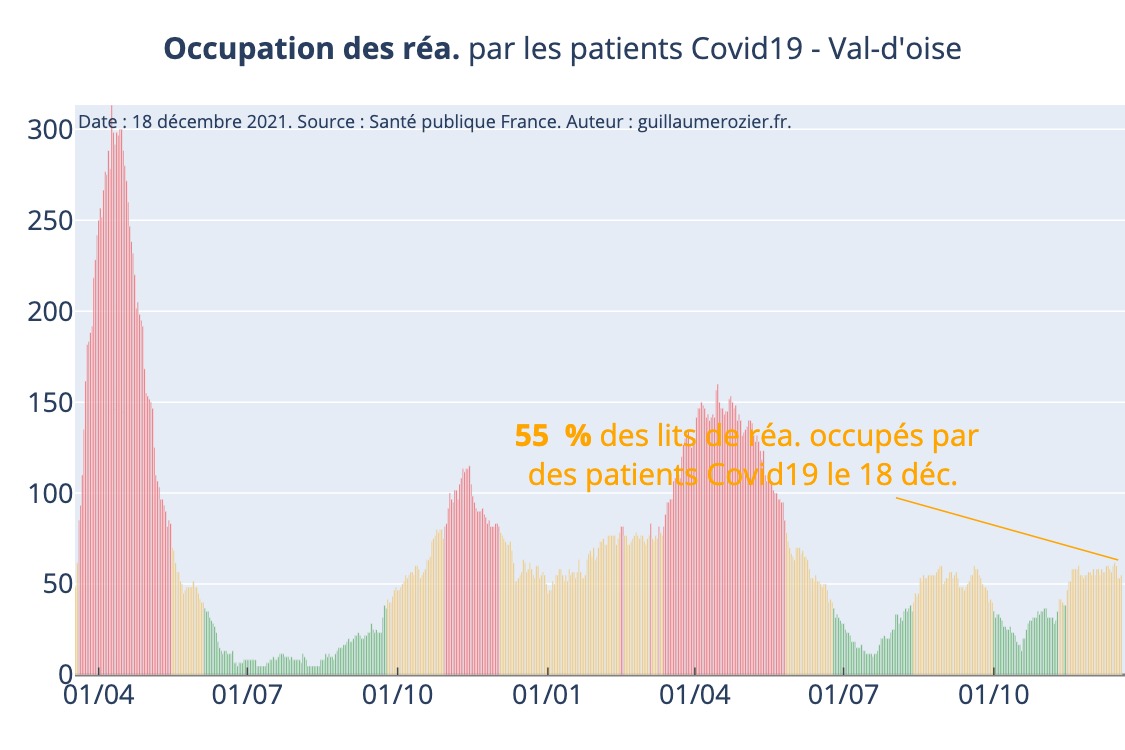 Occupation des réa. par les patients Covid19 - Val-d'oise
Date : 18 décembre 2021. Source : Santé publique France. Auteur : guillaumerozier.fr.
300
250
200
150
55 % des lits de réa. occupés par
des patients Covid19 le 18 déc.
100
50
0
01/04 01/07 01/10 01/01 01/04 01/07 01/10